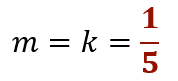 m = k = 1/5